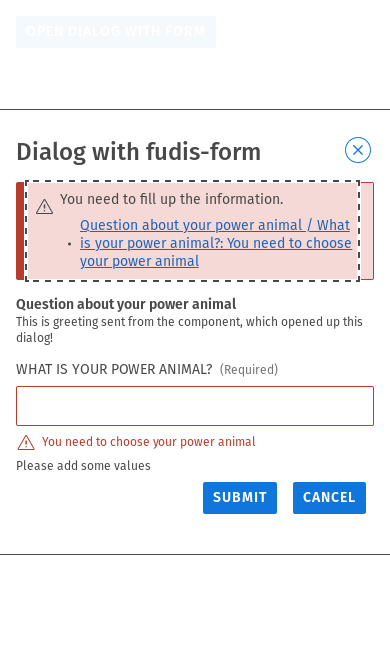 OPEN DIALOG WITH FORM
Dialog with fudis-form
You need to fill up the information.
Question about your power animal / What
is your power animal?: You need to choose
your power animal
Question about your power animal
This is greeting sent from the component, which opened up this
dialog!
WHAT IS YOUR POWER ANIMAL? (Required)
You need to choose your power animal
Please add some values
SUBMIT CANCEL